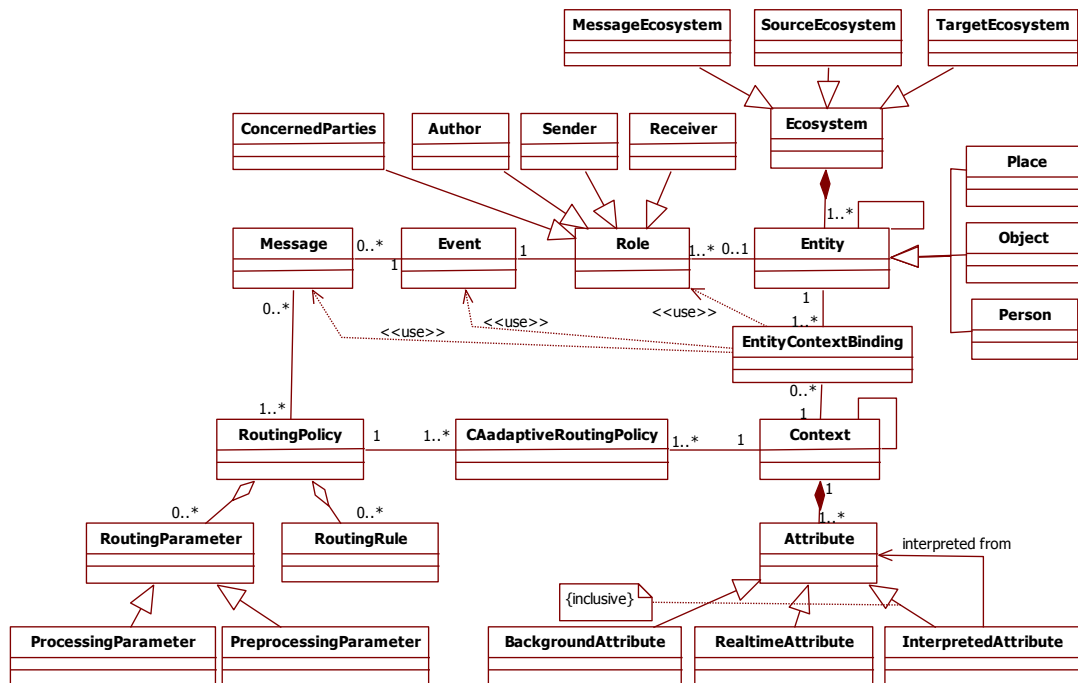 MessageEcosystem
SourceEcosystem
TargetEcosystem
Ecosystem
ConcernedParties
Author
Sender
Receiver
Place
1..*
Message
0..*
1
Event
1
Role
1..*
0..1
Entity
Object
0..*
<<use>>
<<use>>
<<use>>
1
1..*
Person
EntityContextBinding
0..*
1..*
1
RoutingPolicy
1
1..*
CAadaptiveRoutingPolicy
1..*
1
Context
1
0..*
0..*
1..*
RoutingParameter
RoutingRule
Attribute
interpreted from
{inclusive}
ProcessingParameter
PreprocessingParameter
BackgroundAttribute
RealtimeAttribute
InterpretedAttribute